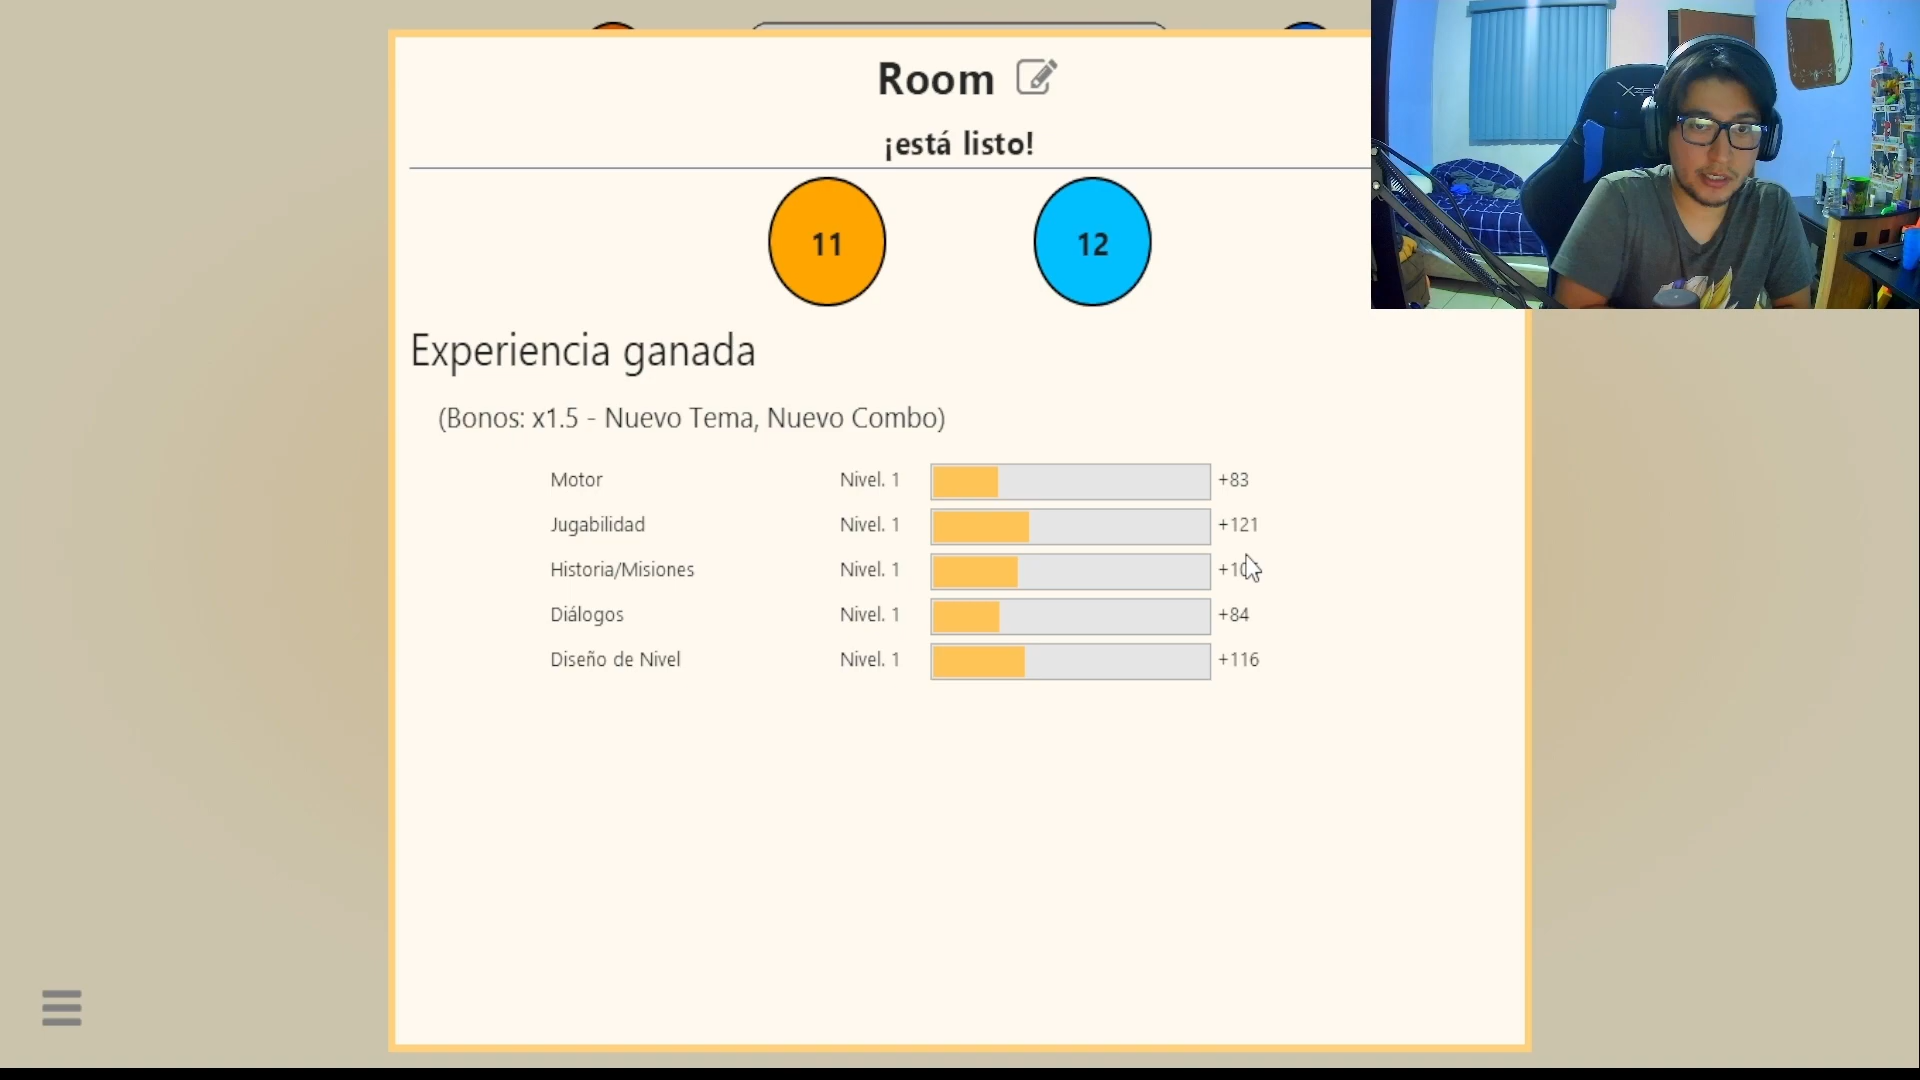 Room
¡está listo!
11
12
Experiencia ganada
(Bonos: x1.5 - Nuevo Tema, Nuevo Combo)
Motor Nivel. 1 +83
Jugabilidad Nivel. 1 +121
Historia/Misiones Nivel. 1
Diálogos Nivel. 1 +84
Diseño de Nivel Nivel. 1 +116